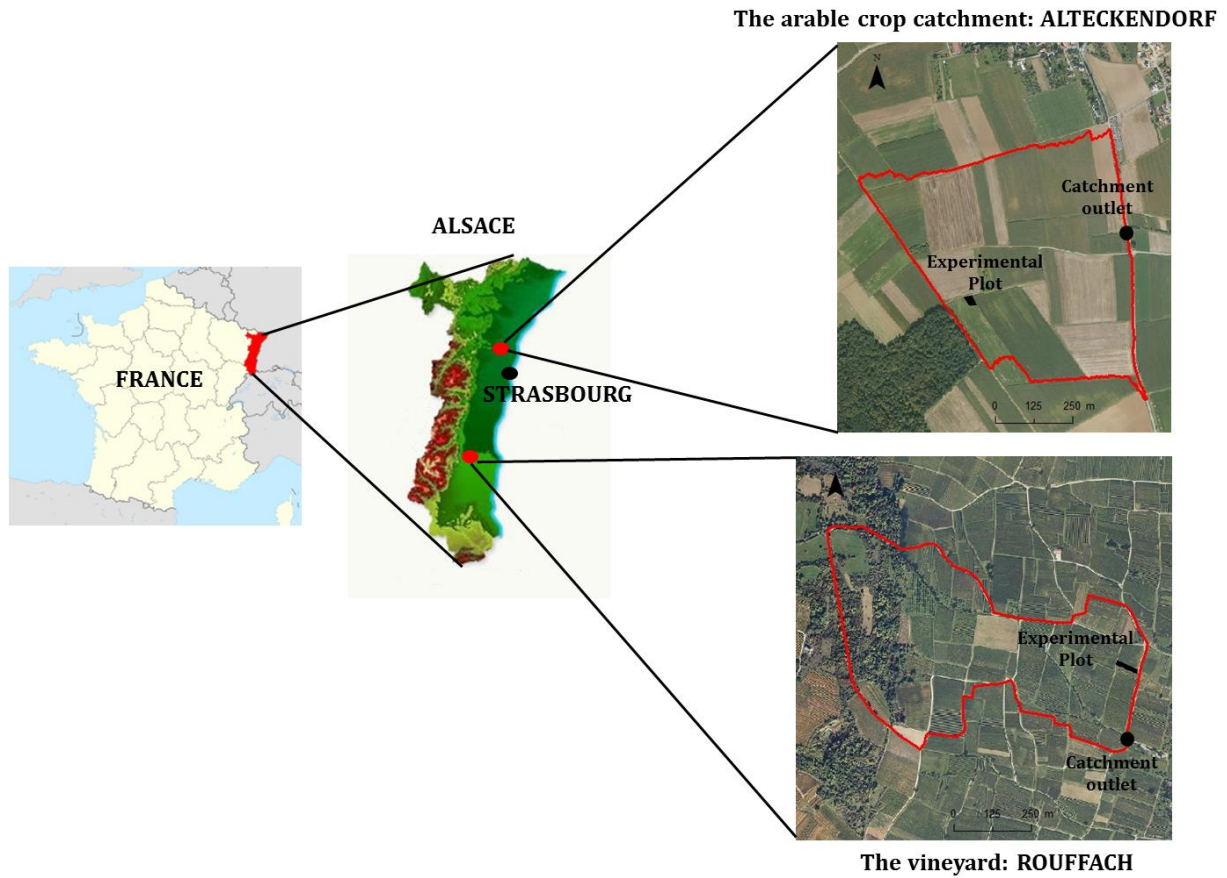 The arable crop catchment: ALTECKENDORF
N
Catchment
outlet
Experimental
Plot
0 125 250 m
ALSACE
FRANCE
STRASBOURG
Experimental
Plot
Catchment
outlet
0 125 250 m
The vineyard: ROUFFACH